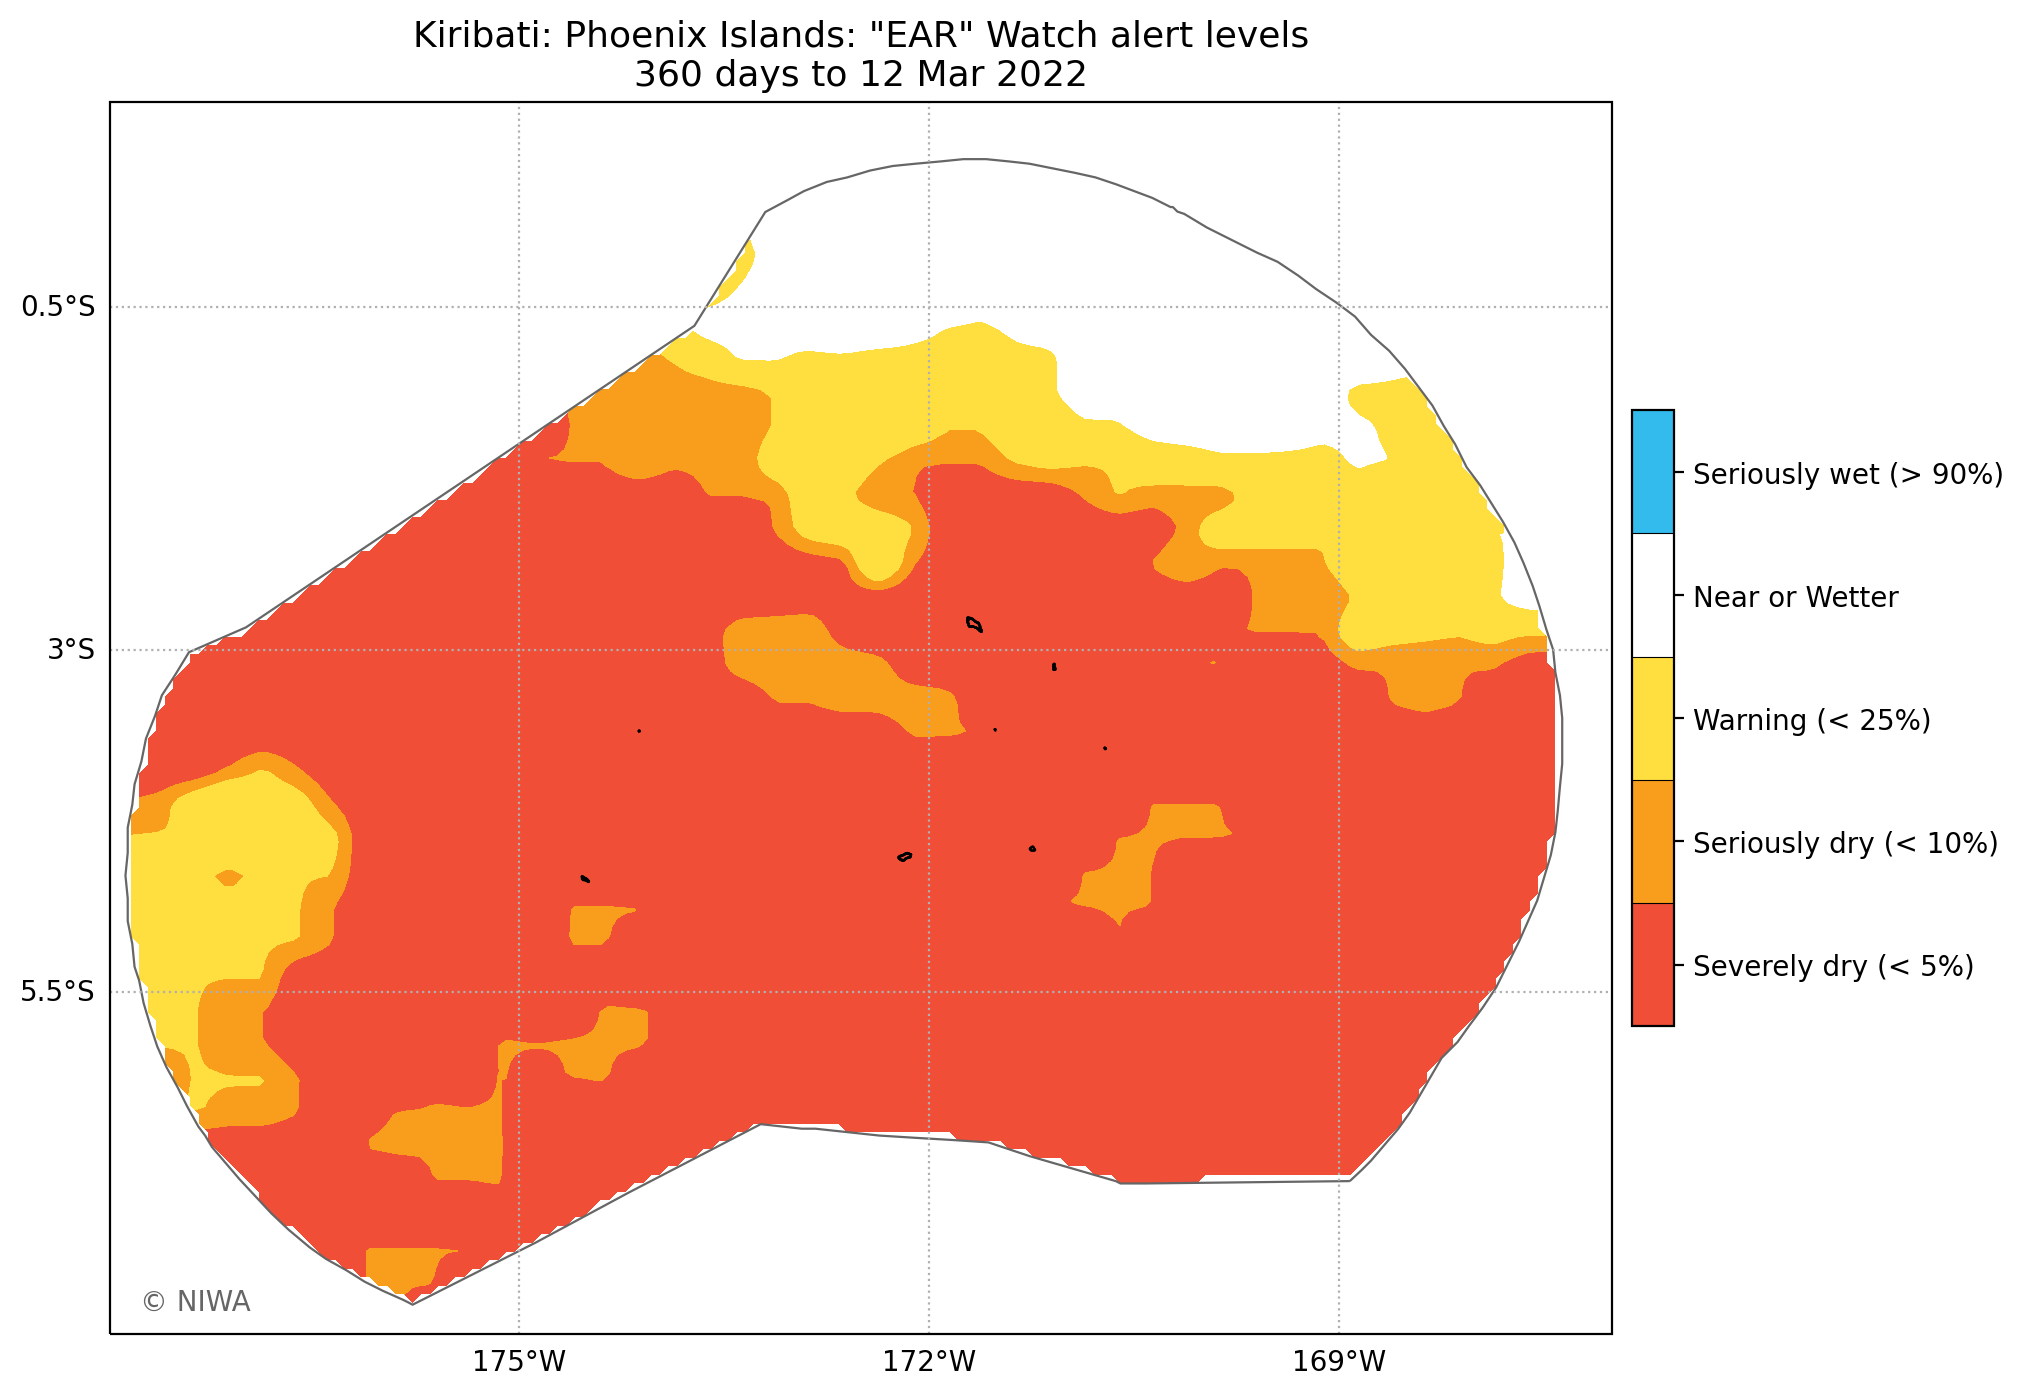 Kiribati: Phoenix Islands: "EAR" Watch alert levels
360 days to 12 Mar 2022
0.5°S
3°S
5.5°S
175°W
172°W
169°W
Seriously wet (> 90%)
Near or Wetter
Warning (< 25%)
Seriously dry (< 10%)
Severely dry (< 5%)
© NIWA